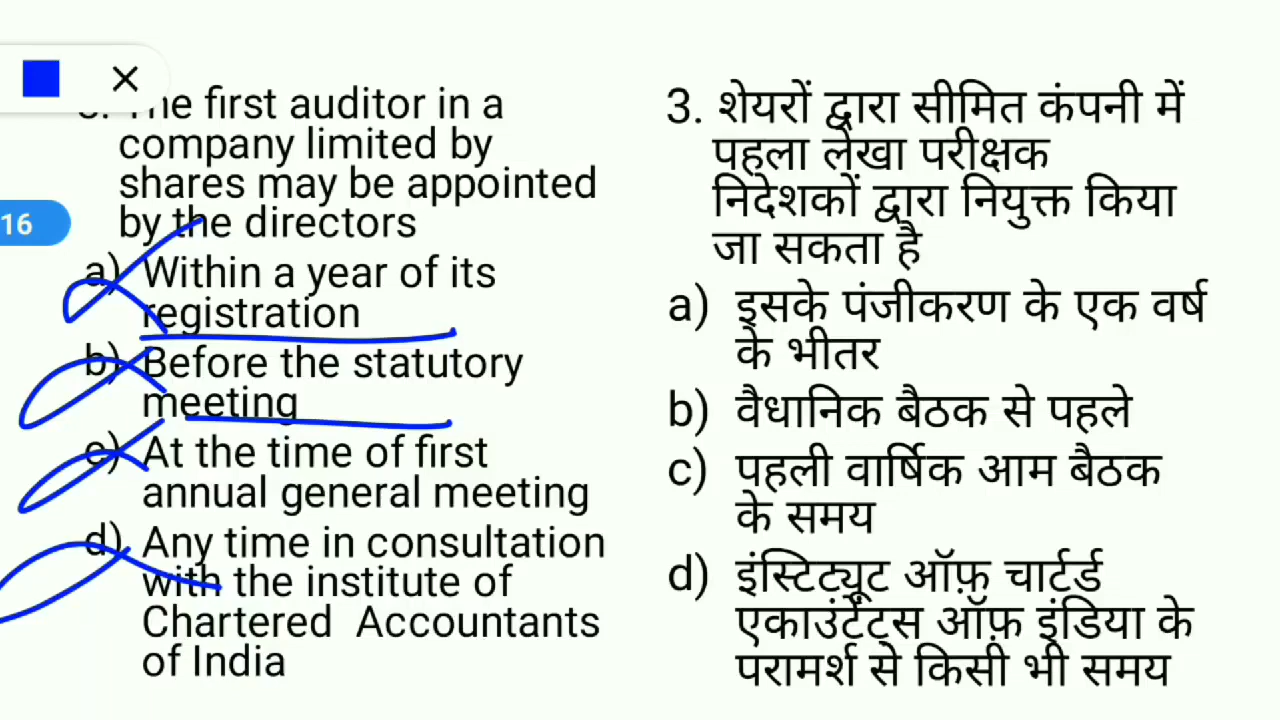 The first auditor in a
company limited by
shares may be appointed
by the directors
a) Within a year of its
registration
b) Before the statutory
meeting
c) At the time of first
annual general meeting
d) Any time in consultation
with the institute of
Chartered Accountants
of India
16
3. शेयरों द्वारा सीमित कंपनी में
पहला लेखा परीक्षक
निदेशकों द्वारा नियुक्त किया
जा सकता है
a) इसके पंजीकरण के एक वर्ष
के भीतर
b) वैधानिक बैठक से पहले
c) पहली वार्षिक आम बैठक
के समय
d) इंस्टिट्यूट ऑफ़ चार्टर्ड
एकाउंटेंट्स ऑफ़ इंडिया के
परामर्श से किसी भी समय